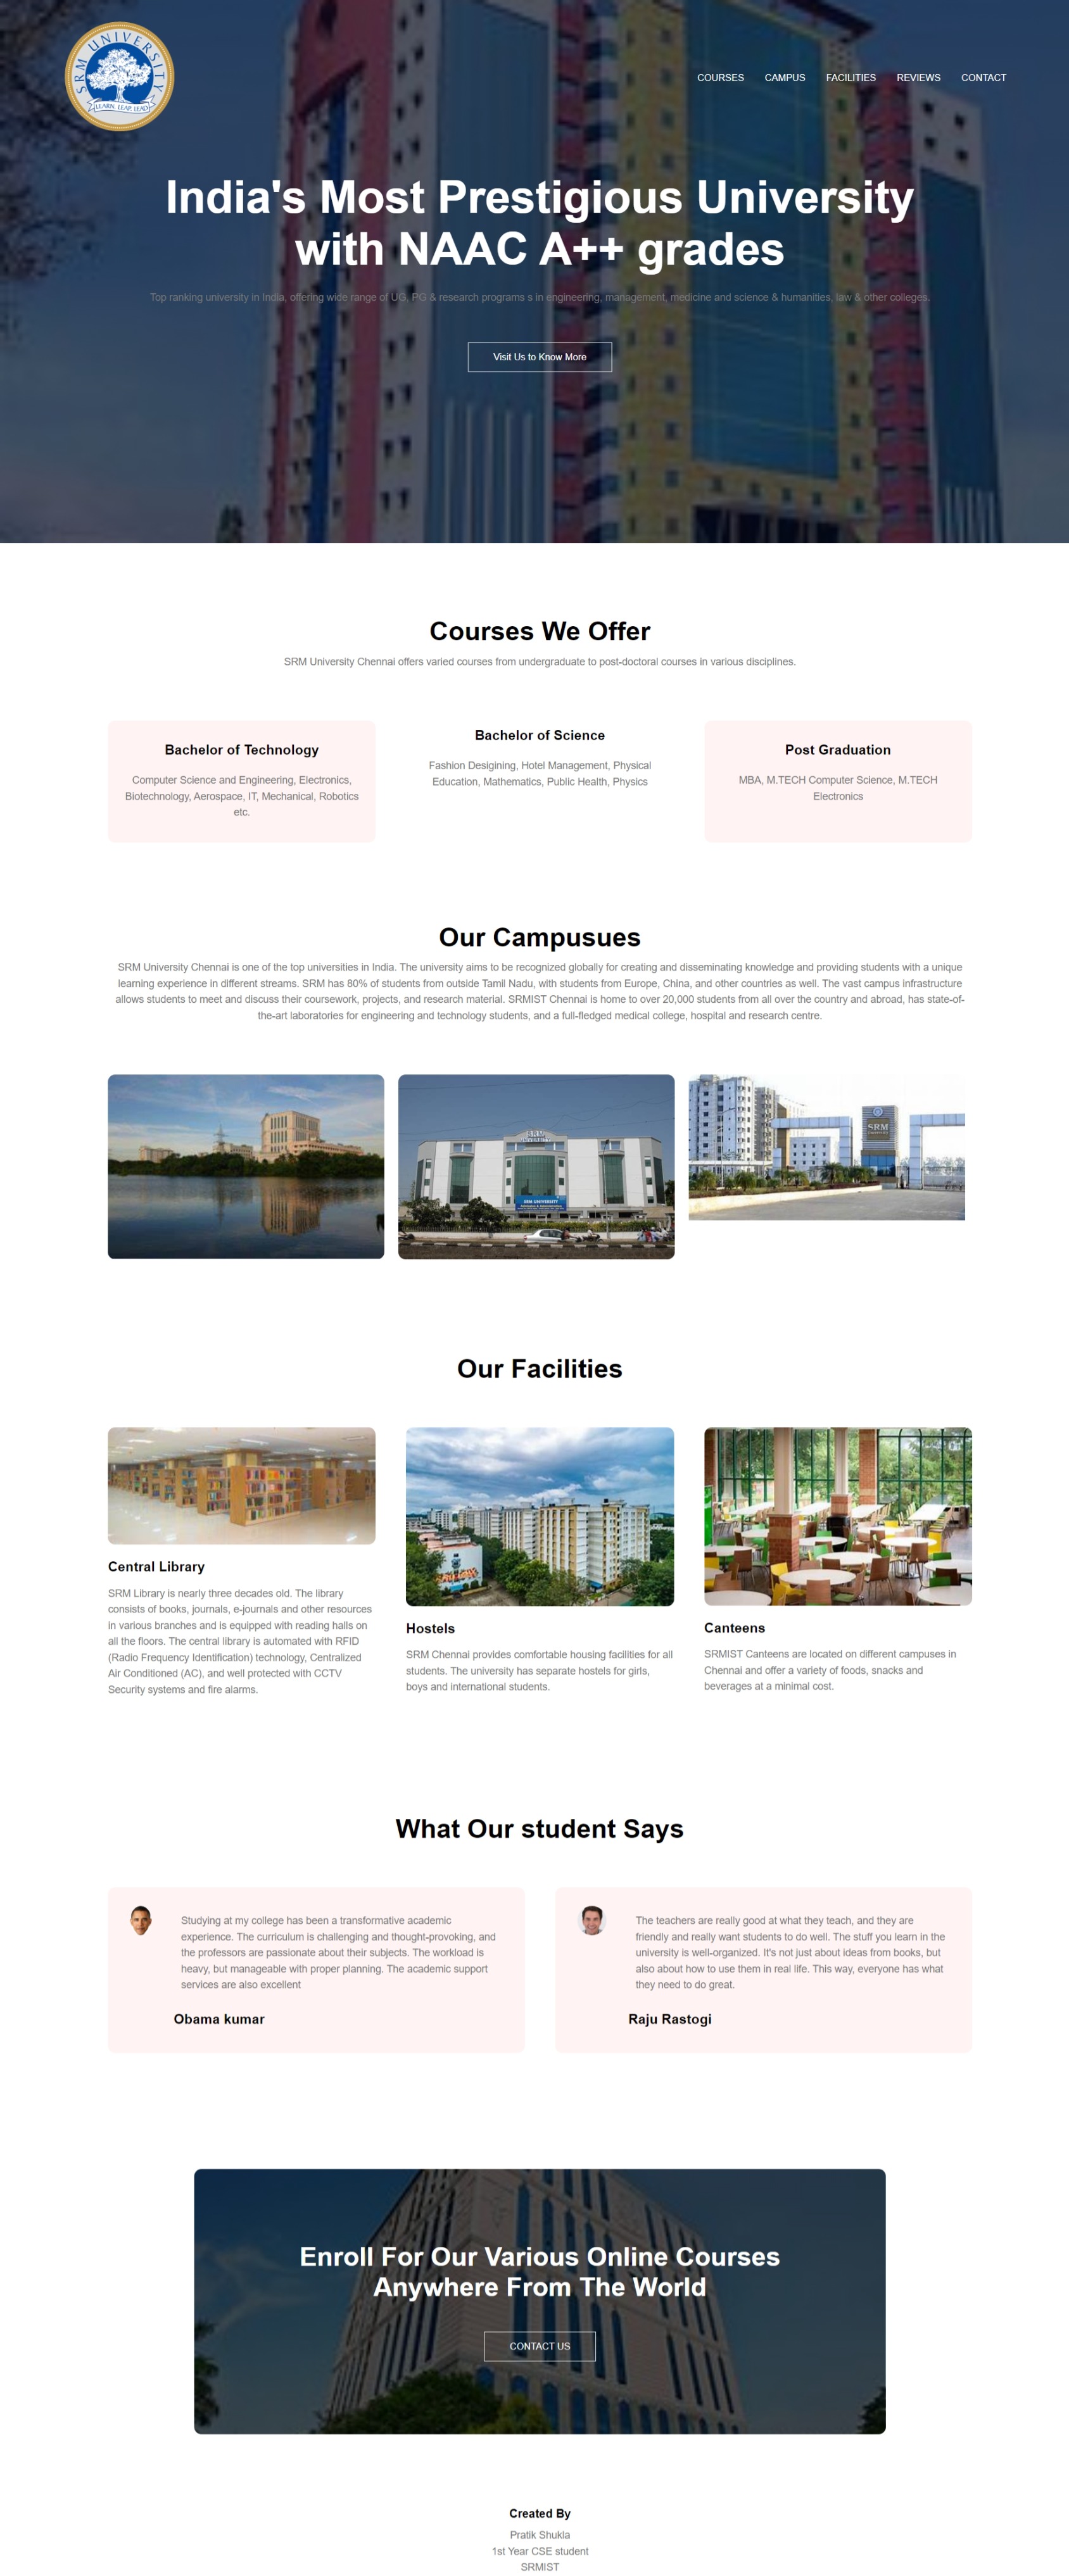 SRM UNIVERSITY
LEARN. LEAP. LEAD
COURSES CAMPUS FACILITIES REVIEWS CONTACT
India's Most Prestigious University
with NAAC A++ grades
Top ranking university in India, offering wide range of UG, PG & research programs s in engineering, management, medicine and science & humanities, law & other colleges.
Visit Us to Know More
Courses We Offer
SRM University Chennai offers varied courses from undergraduate to post-doctoral courses in various disciplines.
Bachelor of Technology
Computer Science and Engineering, Electronics,
Biotechnology, Aerospace, IT, Mechanical, Robotics
etc.
Bachelor of Science
Fashion Desigining, Hotel Management, Physical
Education, Mathematics, Public Health, Physics
Post Graduation
MBA, M.TECH Computer Science, M.TECH
Electronics
Our Campusues
SRM University Chennai is one of the top universities in India. The university aims to be recognized globally for creating and disseminating knowledge and providing students with a unique
learning experience in different streams. SRM has 80% of students from outside Tamil Nadu, with students from Europe, China, and other countries as well. The vast campus infrastructure
allows students to meet and discuss their coursework, projects, and research material. SRMIST Chennai is home to over 20,000 students from all over the country and abroad, has state-of-
the-art laboratories for engineering and technology students, and a full-fledged medical college, hospital and research centre.
SRM
UNIVERSITY
SRM UNIVERSITY
SRM
Our Facilities
Central Library
SRM Library is nearly three decades old. The library
consists of books, journals, e-journals and other resources
in various branches and is equipped with reading halls on
all the floors. The central library is automated with RFID
(Radio Frequency Identification) technology, Centralized
Air Conditioned (AC), and well protected with CCTV
Security systems and fire alarms.
Hostels
SRM Chennai provides comfortable housing facilities for all
students. The university has separate hostels for girls,
boys and international students.
Canteens
SRMIST Canteens are located on different campuses in
Chennai and offer a variety of foods, snacks and
beverages at a minimal cost.
What Our student Says
Studying at my college has been a transformative academic
experience. The curriculum is challenging and thought-provoking, and
the professors are passionate about their subjects. The workload is
heavy, but manageable with proper planning. The academic support
services are also excellent
Obama kumar
The teachers are really good at what they teach, and they are
friendly and really want students to do well. The stuff you learn in the
university is well-organized. It's not just about ideas from books, but
also about how to use them in real life. This way, everyone has what
they need to do great.
Raju Rastogi
Enroll For Our Various Online Courses
Anywhere From The World
CONTACT US
Created By
Pratik Shukla
1st Year CSE student
SRMIST